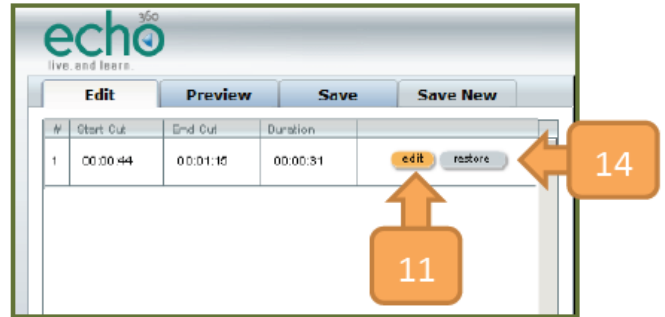 echo 360
live. and learn.
Edit Preview Save Save New
# Start Cut End Cut Duration
1 00:00:44 00:01:15 00:00:31 edit restore
14
11